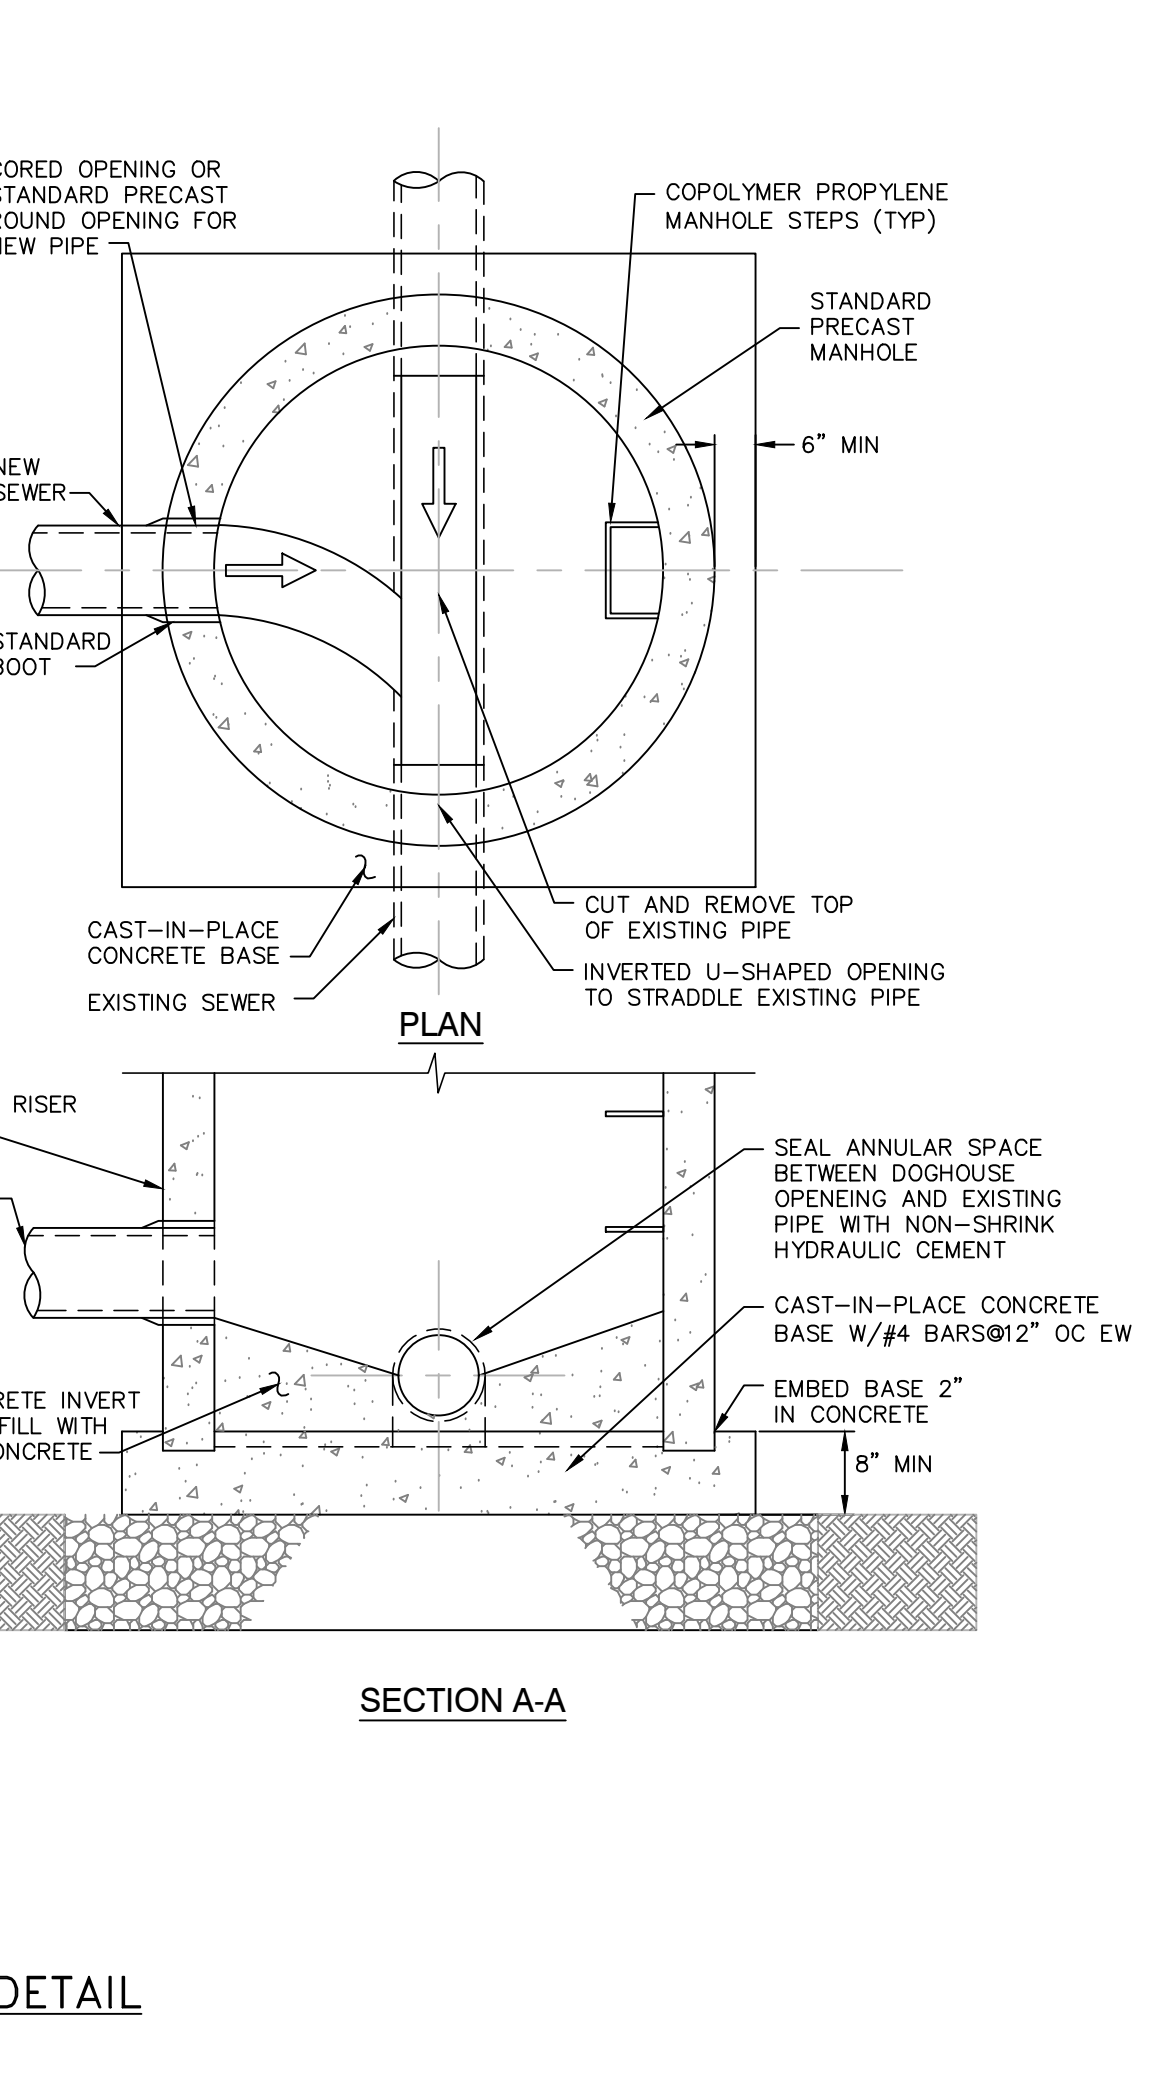 OPENING OR
PRECAST
OPENING FOR
PIPE
COPOLYMER PROPYLENE
MANHOLE STEPS (TYP)
STANDARD
PRECAST
MANHOLE
6" MIN
NEW
SEWER
STANDARD
BOOT
CUT AND REMOVE TOP
OF EXISTING PIPE
CAST-IN-PLACE
CONCRETE BASE
INVERTED U-SHAPED OPENING
TO STRADDLE EXISTING PIPE
EXISTING SEWER
PLAN
RISER
SEAL ANNULAR SPACE
BETWEEN DOGHOUSE
OPENEING AND EXISTING
PIPE WITH NON-SHRINK
HYDRAULIC CEMENT
CAST-IN-PLACE CONCRETE
BASE W/#4 BARS@12" OC EW
EMBED BASE 2"
IN CONCRETE
RETE INVERT
FILL WITH
ONCRETE
8" MIN
SECTION A-A
DETAIL